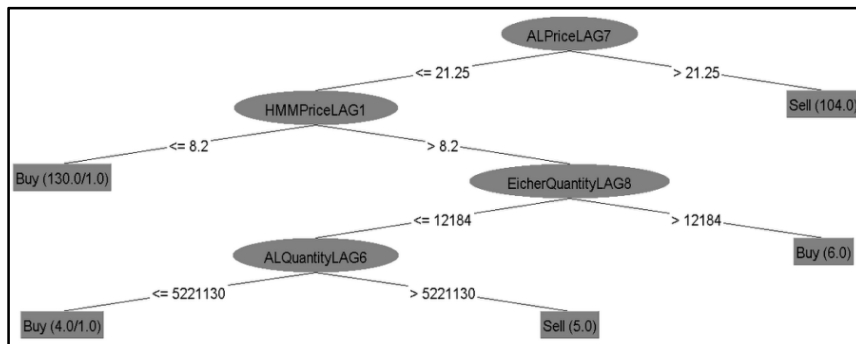 ALPriceLAG7
<= 21.25
> 21.25
HMMPriceLAG1
Sell (104.0)
<= 8.2
> 8.2
Buy (130.0/1.0)
EicherQuantityLAG8
<= 12184
> 12184
ALQuantityLAG6
Buy (6.0)
<= 5221130
> 5221130
Buy (4.0/1.0)
Sell (5.0)